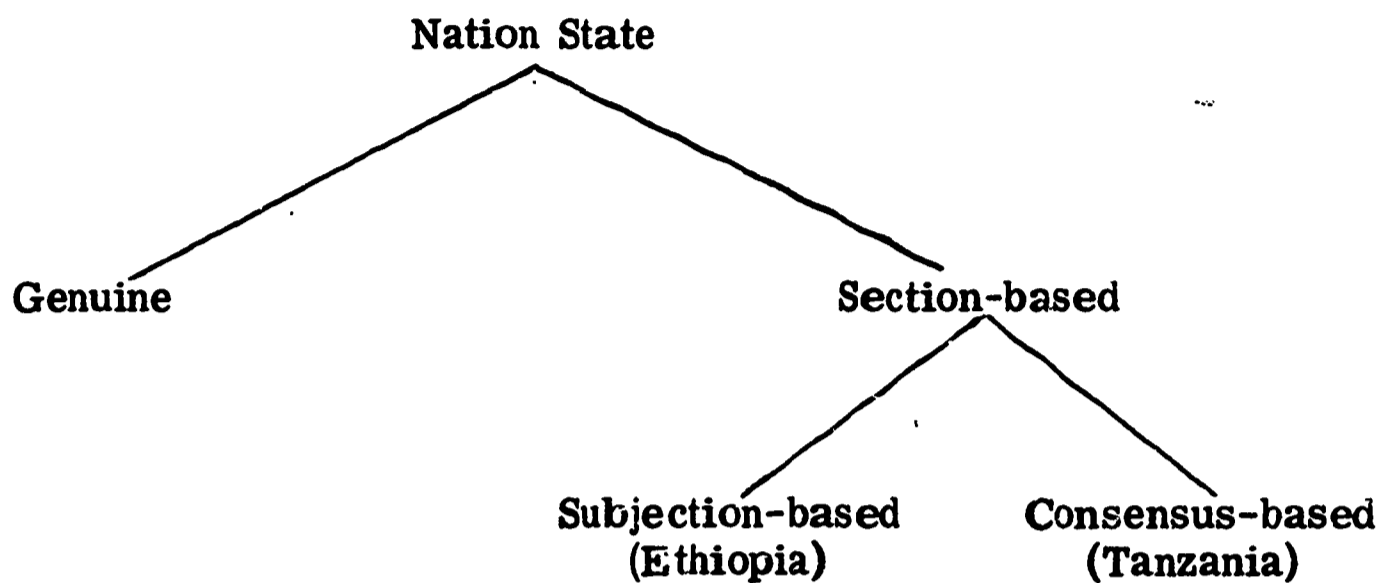 Nation State
Genuine
Section-based
Subjection-based
(Ethiopia)
Consensus-based
(Tanzania)